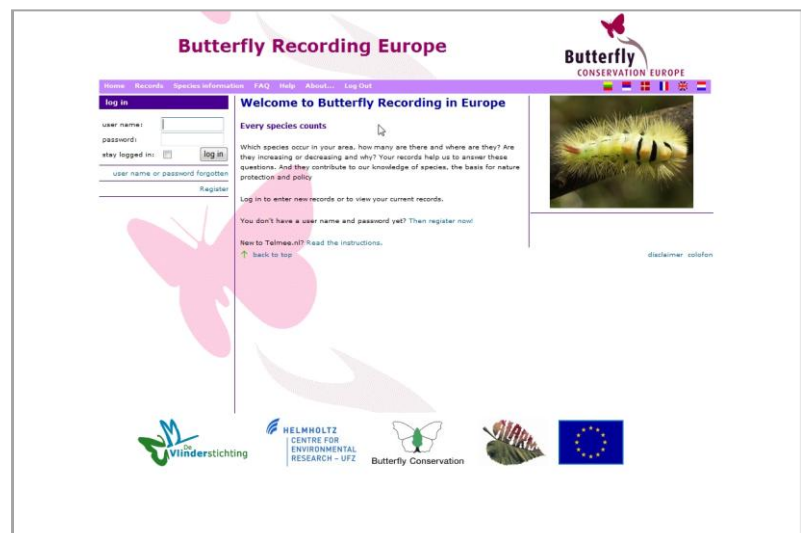 Butterfly Recording Europe
Butterfly
CONSERVATION EUROPE
Home Records Species information FAQ Help About... Log Out
log in
user name:
password:
stay logged in:
log in
user name or password forgotten
Register
Welcome to Butterfly Recording in Europe
Every species counts
Which species occur in your area, how many are there and where are they? Are
they increasing or decreasing and why? Your records help us to answer these
questions. And they contribute to our knowledge of species, the basis for nature
protection and policy
Log in to enter new records or to view your current records.
You don't have a user name and password yet? Then register now!
New to Telmee.nl? Read the instructions.
back to top
disclaimer colofon
De
Vlinderstichting
HELMHOLTZ
CENTRE FOR
ENVIRONMENTAL
RESEARCH – UFZ
Butterfly Conservation
ALARM